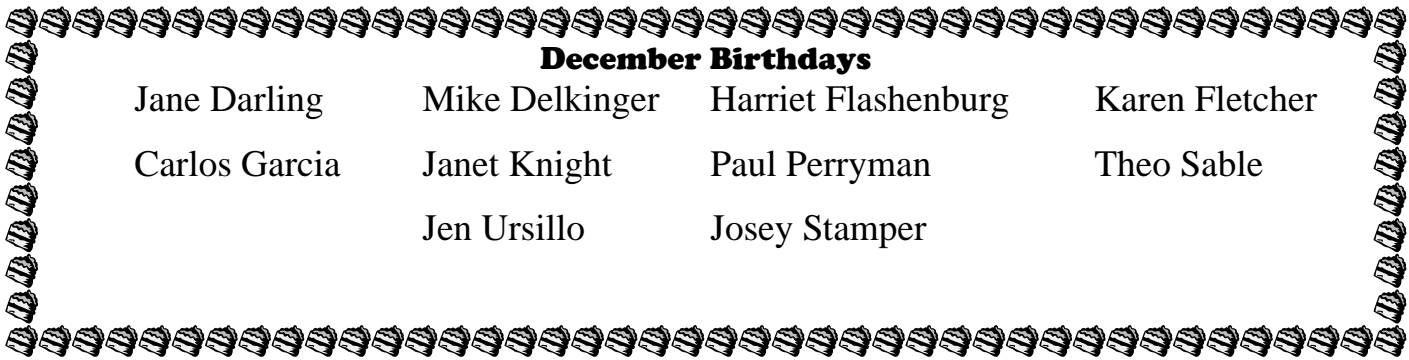 December Birthdays
Jane Darling Mike Delkinger Harriet Flashenburg Karen Fletcher
Carlos Garcia Janet Knight Paul Perryman Theo Sable
Jen Ursillo Josey Stamper